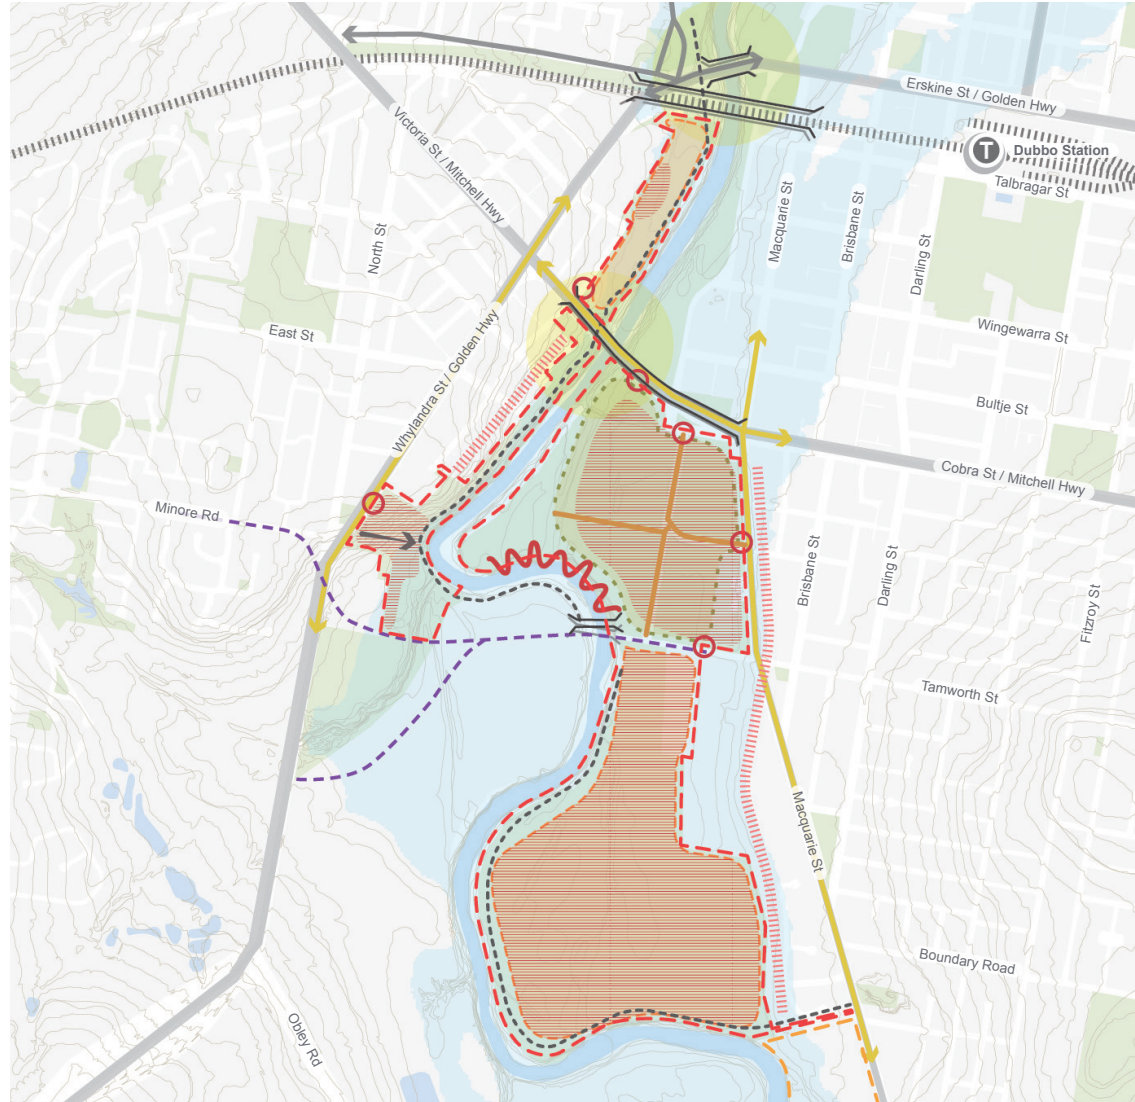 Erskine St / Golden Hwy
T
Dubbo Station
Talbragar St
Victoria St / Mitchell Hwy
North St
Macquarie St
Brisbane St
Darling St
East St
Whylandra St / Golden Hwy
Wingewarra St
Bultje St
Cobra St / Mitchell Hwy
Minore Rd
Brisbane St
Darling St
Fitzroy St
Tamworth St
Macquarie St
Boundary Road
Obley Rd